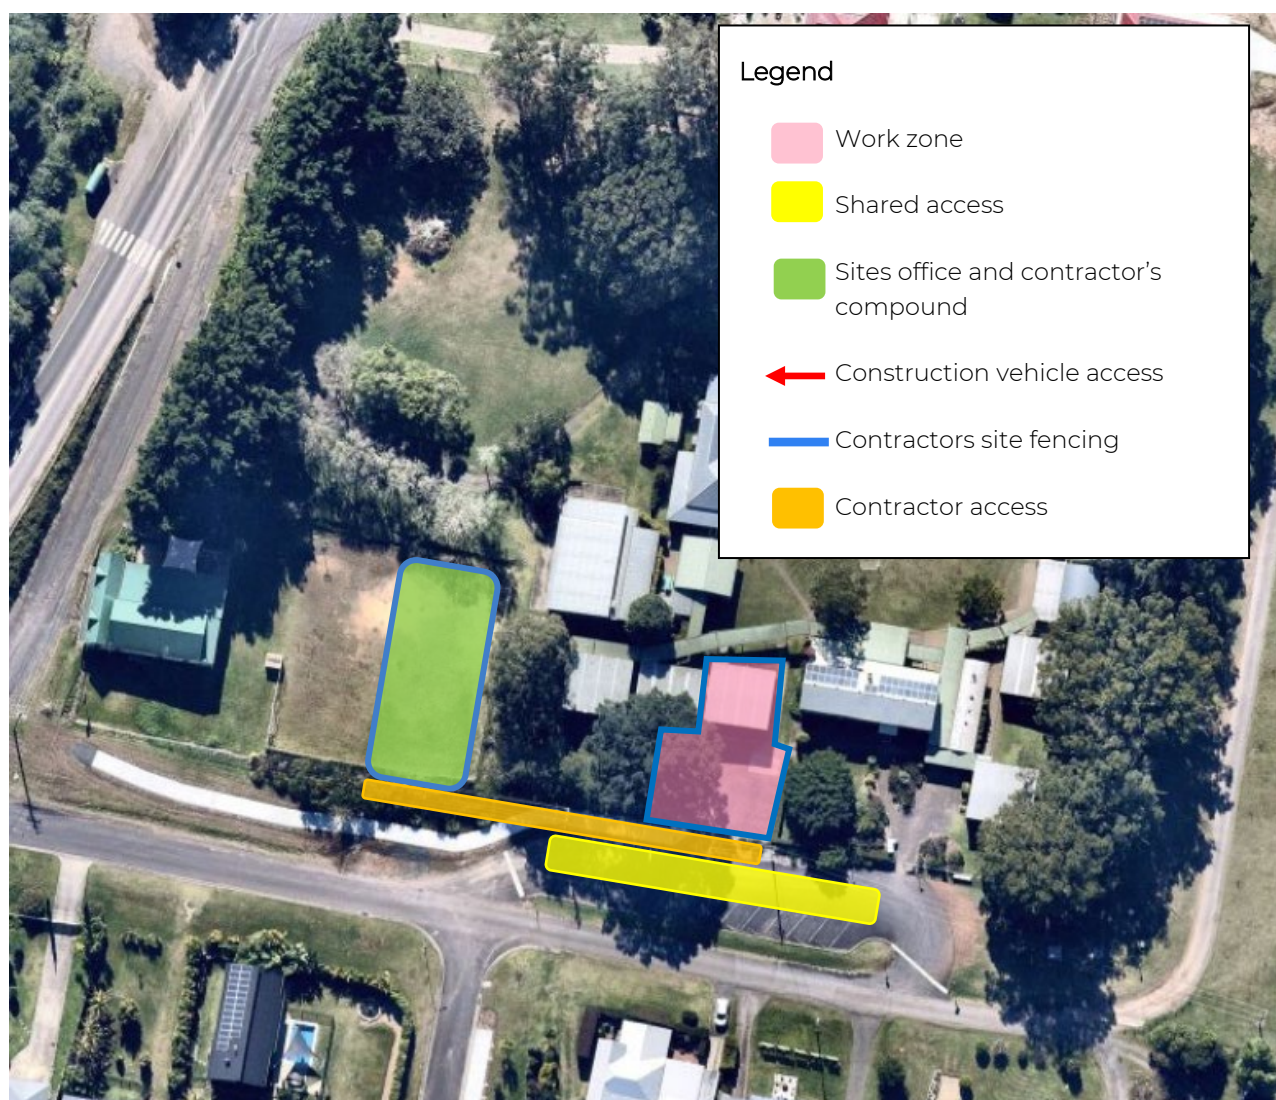 Legend
Work zone
Shared access
Sites office and contractor’s
compound
Construction vehicle access
Contractors site fencing
Contractor access